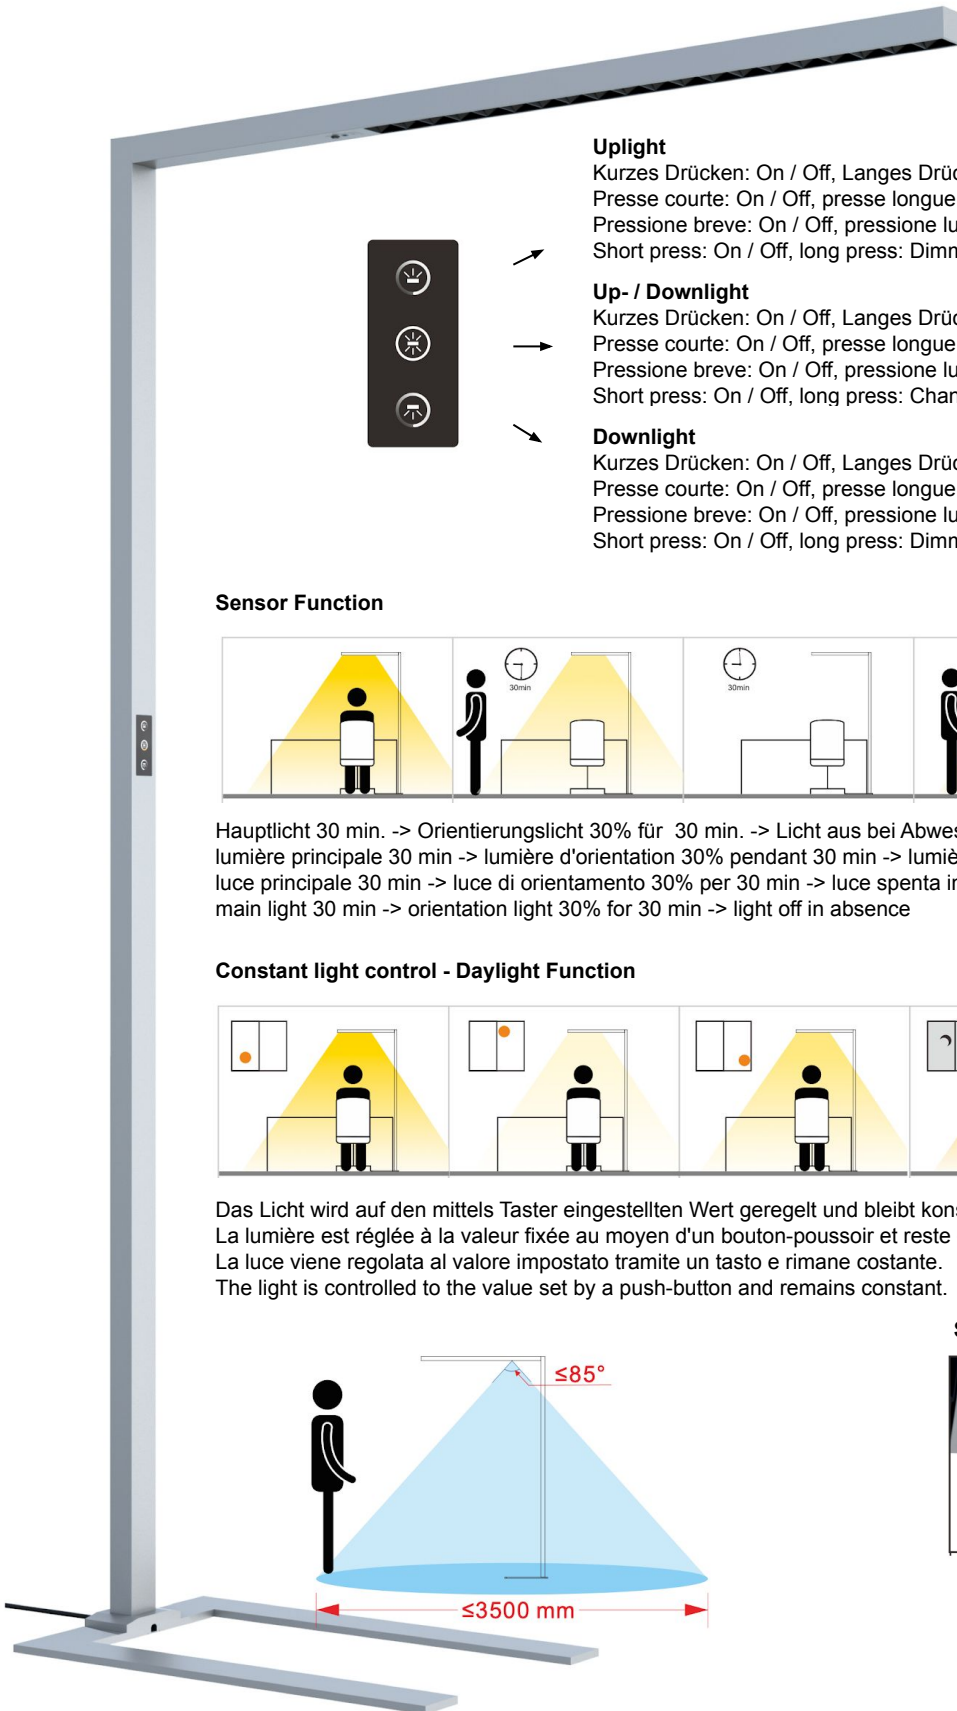 Uplight
Kurzes Drücken: On / Off, Langes
Presse courte: On / Off, presse longue
Pressione breve: On / Off, pressione
Short press: On / Off, long press:
Up- / Downlight
Kurzes Drücken: On / Off, Langes
Presse courte: On / Off, presse longue
Pressione breve: On / Off, pressione
Short press: On / Off, long press:
Downlight
Kurzes Drücken: On / Off, Langes
Presse courte: On / Off, presse longue
Pressione breve: On / Off, pressione
Short press: On / Off, long press:
Sensor Function
30min
30min
Hauptlicht 30 min. -> Orientierungslicht 30% für 30 min. -> Licht aus bei
lumière principale 30 min -> lumière d'orientation 30% pendant 30 min ->
luce principale 30 min -> luce di orientamento 30% per 30 min -> luce spenta
main light 30 min -> orientation light 30% for 30 min -> light off in absence
Constant light control - Daylight Function
Das Licht wird auf den mittels Taster eingestellten Wert geregelt und bleibt
La lumière est réglée à la valeur fixée au moyen d'un bouton-poussoir et reste
La luce viene regolata al valore impostato tramite un tasto e rimane costante.
The light is controlled to the value set by a push-button and remains constant.
≤85°
≤3500 mm